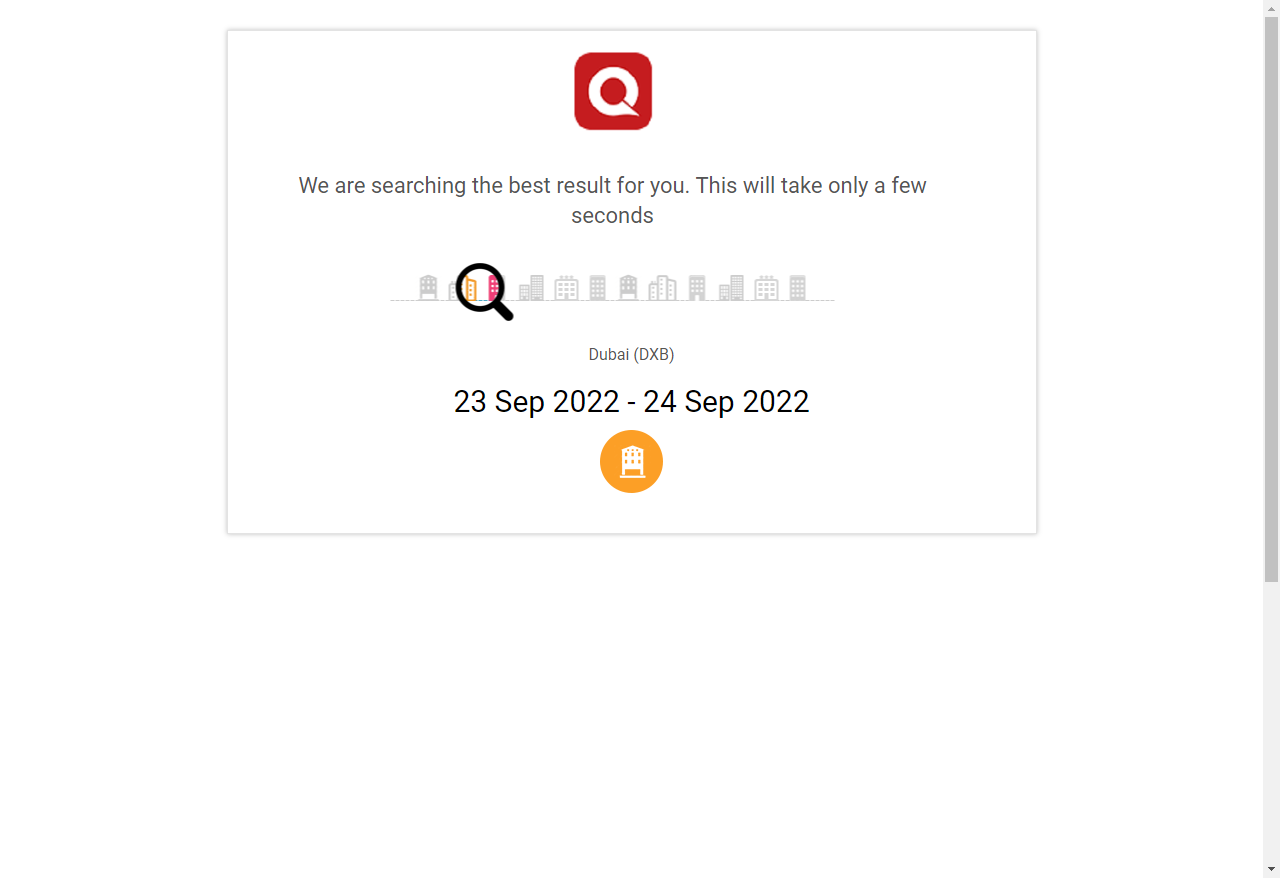 We are searching the best result for you. This will take only a few
seconds
Dubai (DXB)
23 Sep 2022 - 24 Sep 2022